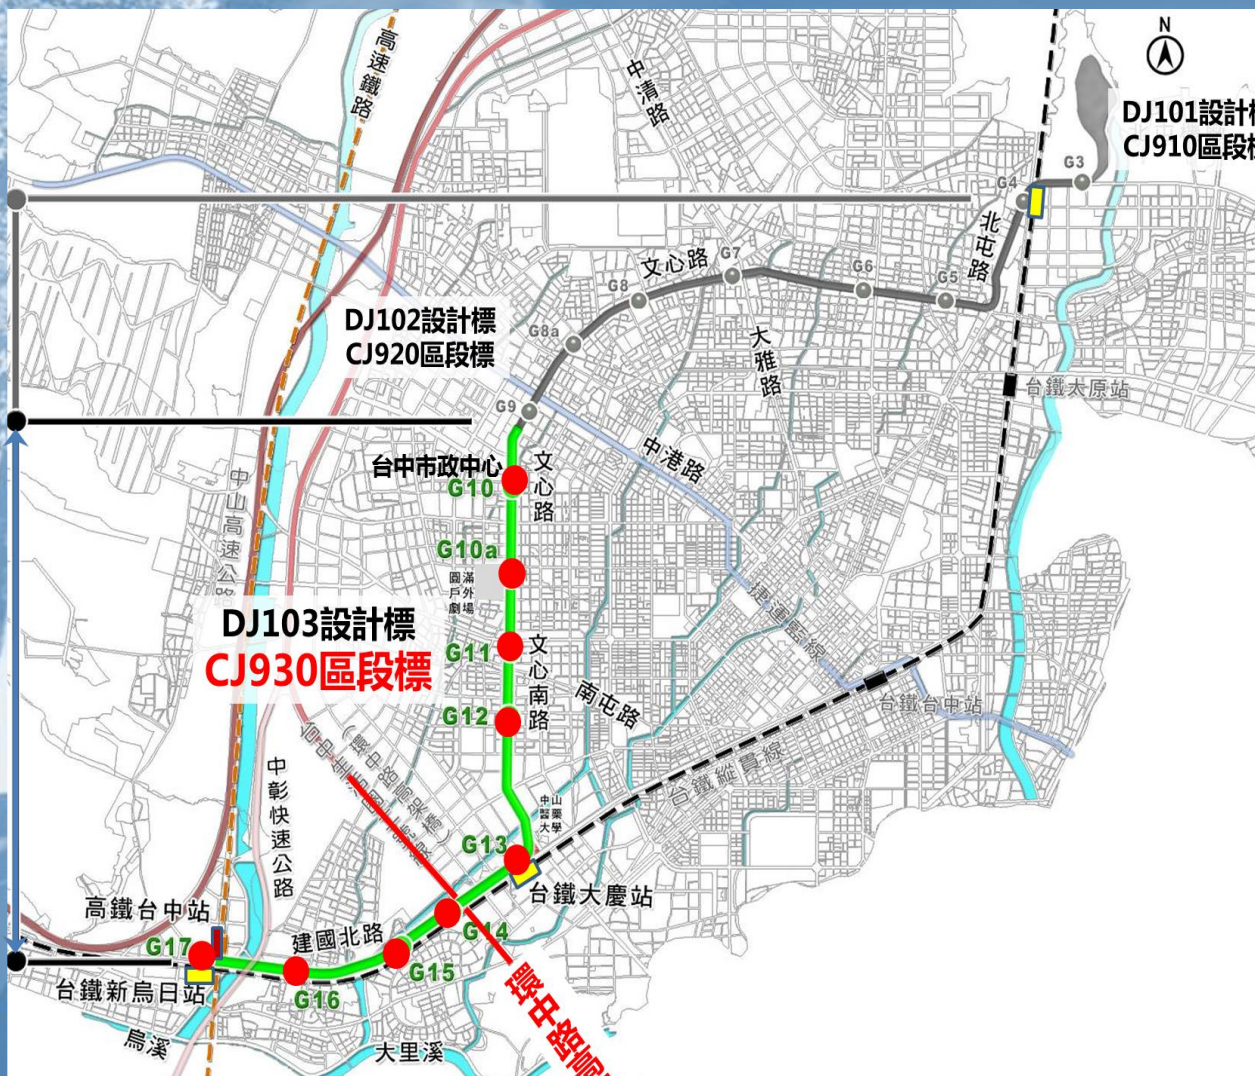 N
高速鐵路
中清路
DJ101設計
CJ910區段
G3
G4
北屯路
文心路
G7
G6
G5
G8
DJ102設計標
CJ920區段標
G8a
大雅路
台鐵太原站
G9
中港路
台中市政中心
文心路
G10
中山高速公路
G10a
圓滿
戶外
劇場
捷運藍線
DJ103設計標
CJ930區段標
G11
文心南路
南屯路
G12
台鐵台中站
台鐵縱貫線
(環中路高架橋)
中彰快速公路
中山
醫藥
大學
G13
台鐵大慶站
高鐵台中站
G14
建國北路
G17
G15
台鐵新烏日站
G16
環中路高
烏溪
大里溪